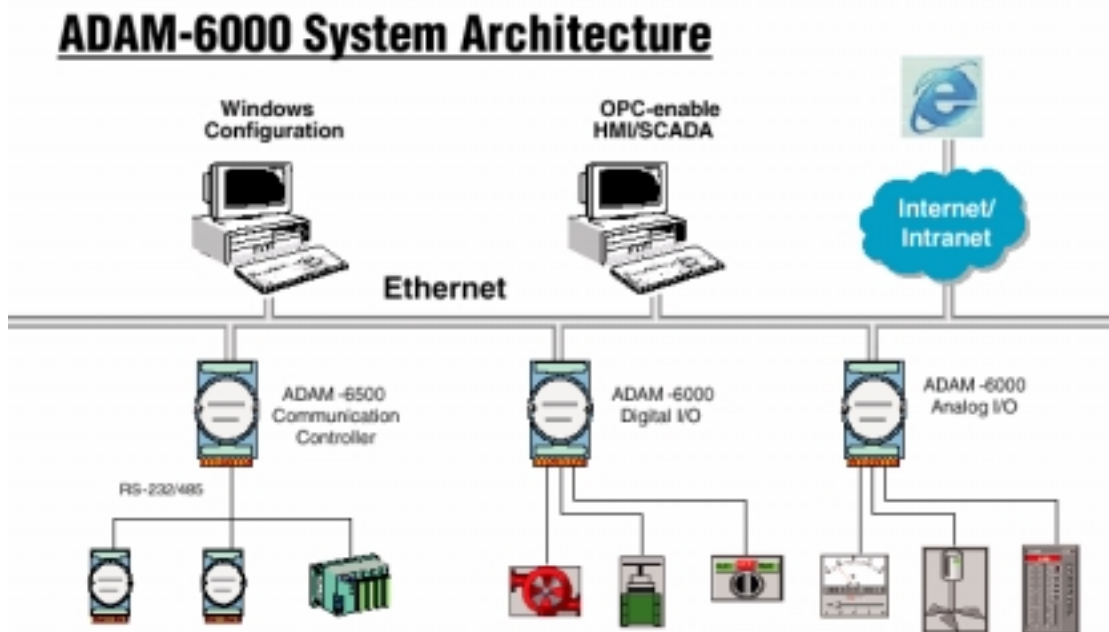 ADAM-6000 System Architecture
Windows
Configuration
OPC-enable
HMI/SCADA
Internet/
Intranet
Ethernet
ADAM -6500
Communication
Controller
ADAM -6000
Digital I/O
ADAM -6000
Analog I/O
RS-232/485